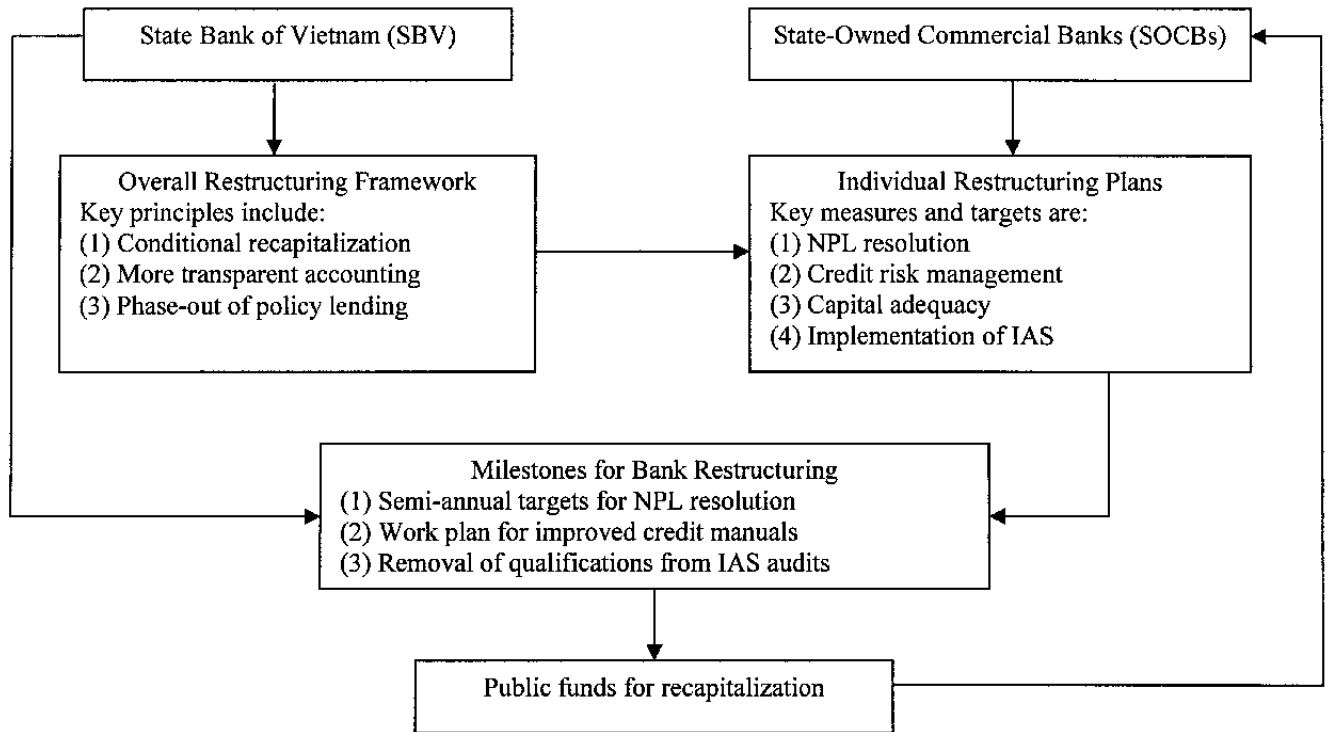 State Bank of Vietnam (SBV)
State-Owned Commercial Banks (SOCBs)
Overall Restructuring Framework
Key principles include:
(1) Conditional recapitalization
(2) More transparent accounting
(3) Phase-out of policy lending
Individual Restructuring Plans
Key measures and targets are:
(1) NPL resolution
(2) Credit risk management
(3) Capital adequacy
(4) Implementation of IAS
Milestones for Bank Restructuring
(1) Semi-annual targets for NPL resolution
(2) Work plan for improved credit manuals
(3) Removal of qualifications from IAS audits
Public funds for recapitalization